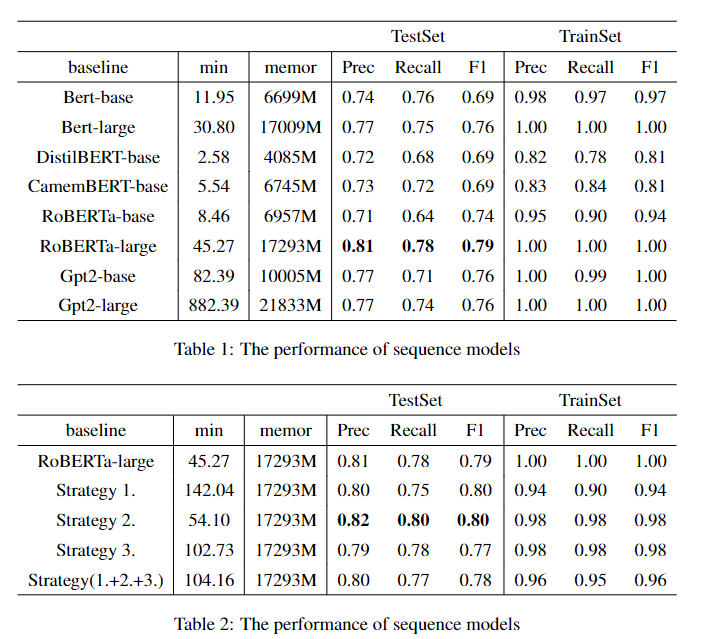 TestSet TrainSet
baseline min memor Prec Recall F1 Prec Recall F1
Bert-base 11.95 6699M 0.74 0.76 0.69 0.98 0.97 0.97
Bert-large 30.80 17009M 0.77 0.75 0.76 1.00 1.00 1.00
DistilBERT-base 2.58 4085M 0.72 0.68 0.69 0.82 0.78 0.81
CamemBERT-base 5.54 6745M 0.73 0.72 0.69 0.83 0.84 0.81
RoBERTa-base 8.46 6957M 0.71 0.64 0.74 0.95 0.90 0.94
RoBERTa-large 45.27 17293M 0.81 0.78 0.79 1.00 1.00 1.00
Gpt2-base 82.39 10005M 0.77 0.71 0.76 1.00 0.99 1.00
Gpt2-large 882.39 21833M 0.77 0.74 0.76 1.00 1.00 1.00
Table 1: The performance of sequence models
TestSet TrainSet
baseline min memor Prec Recall F1 Prec Recall F1
RoBERTa-large 45.27 17293M 0.81 0.78 0.79 1.00 1.00 1.00
Strategy 1. 142.04 17293M 0.80 0.75 0.80 0.94 0.90 0.94
Strategy 2. 54.10 17293M 0.82 0.80 0.80 0.98 0.98 0.98
Strategy 3. 102.73 17293M 0.79 0.78 0.77 0.98 0.98 0.98
Strategy(1.+2.+3.) 104.16 17293M 0.80 0.77 0.78 0.96 0.95 0.96
Table 2: The performance of sequence models